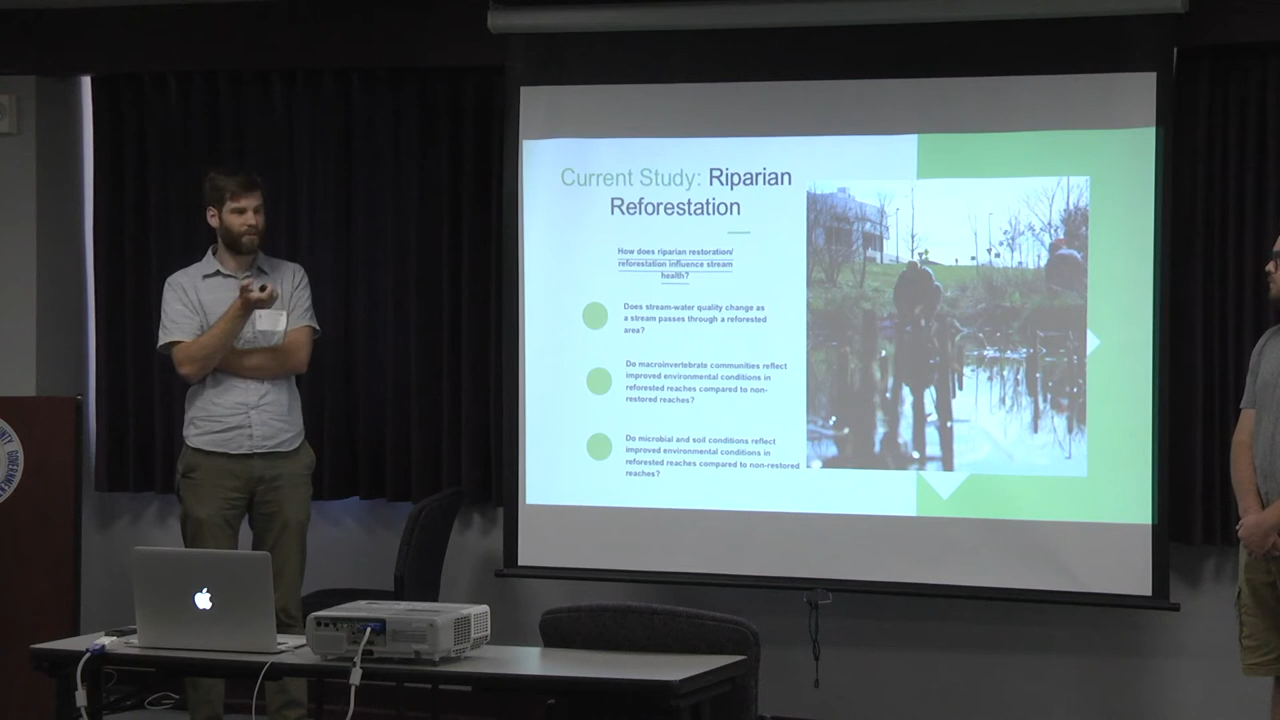 Current Study: Riparian
Reforestation
How does riparian restoration/
reforestation influence stream
health?
Does stream-water quality change as
a stream passes through a reforested
area?
Do macroinvertebrate communities reflect
improved environmental conditions in
reforested reaches compared to non-
restored reaches?
Do microbial and soil conditions reflect
improved environmental conditions in
reforested reaches compared to non-restored
reaches?
GOVERNMENT